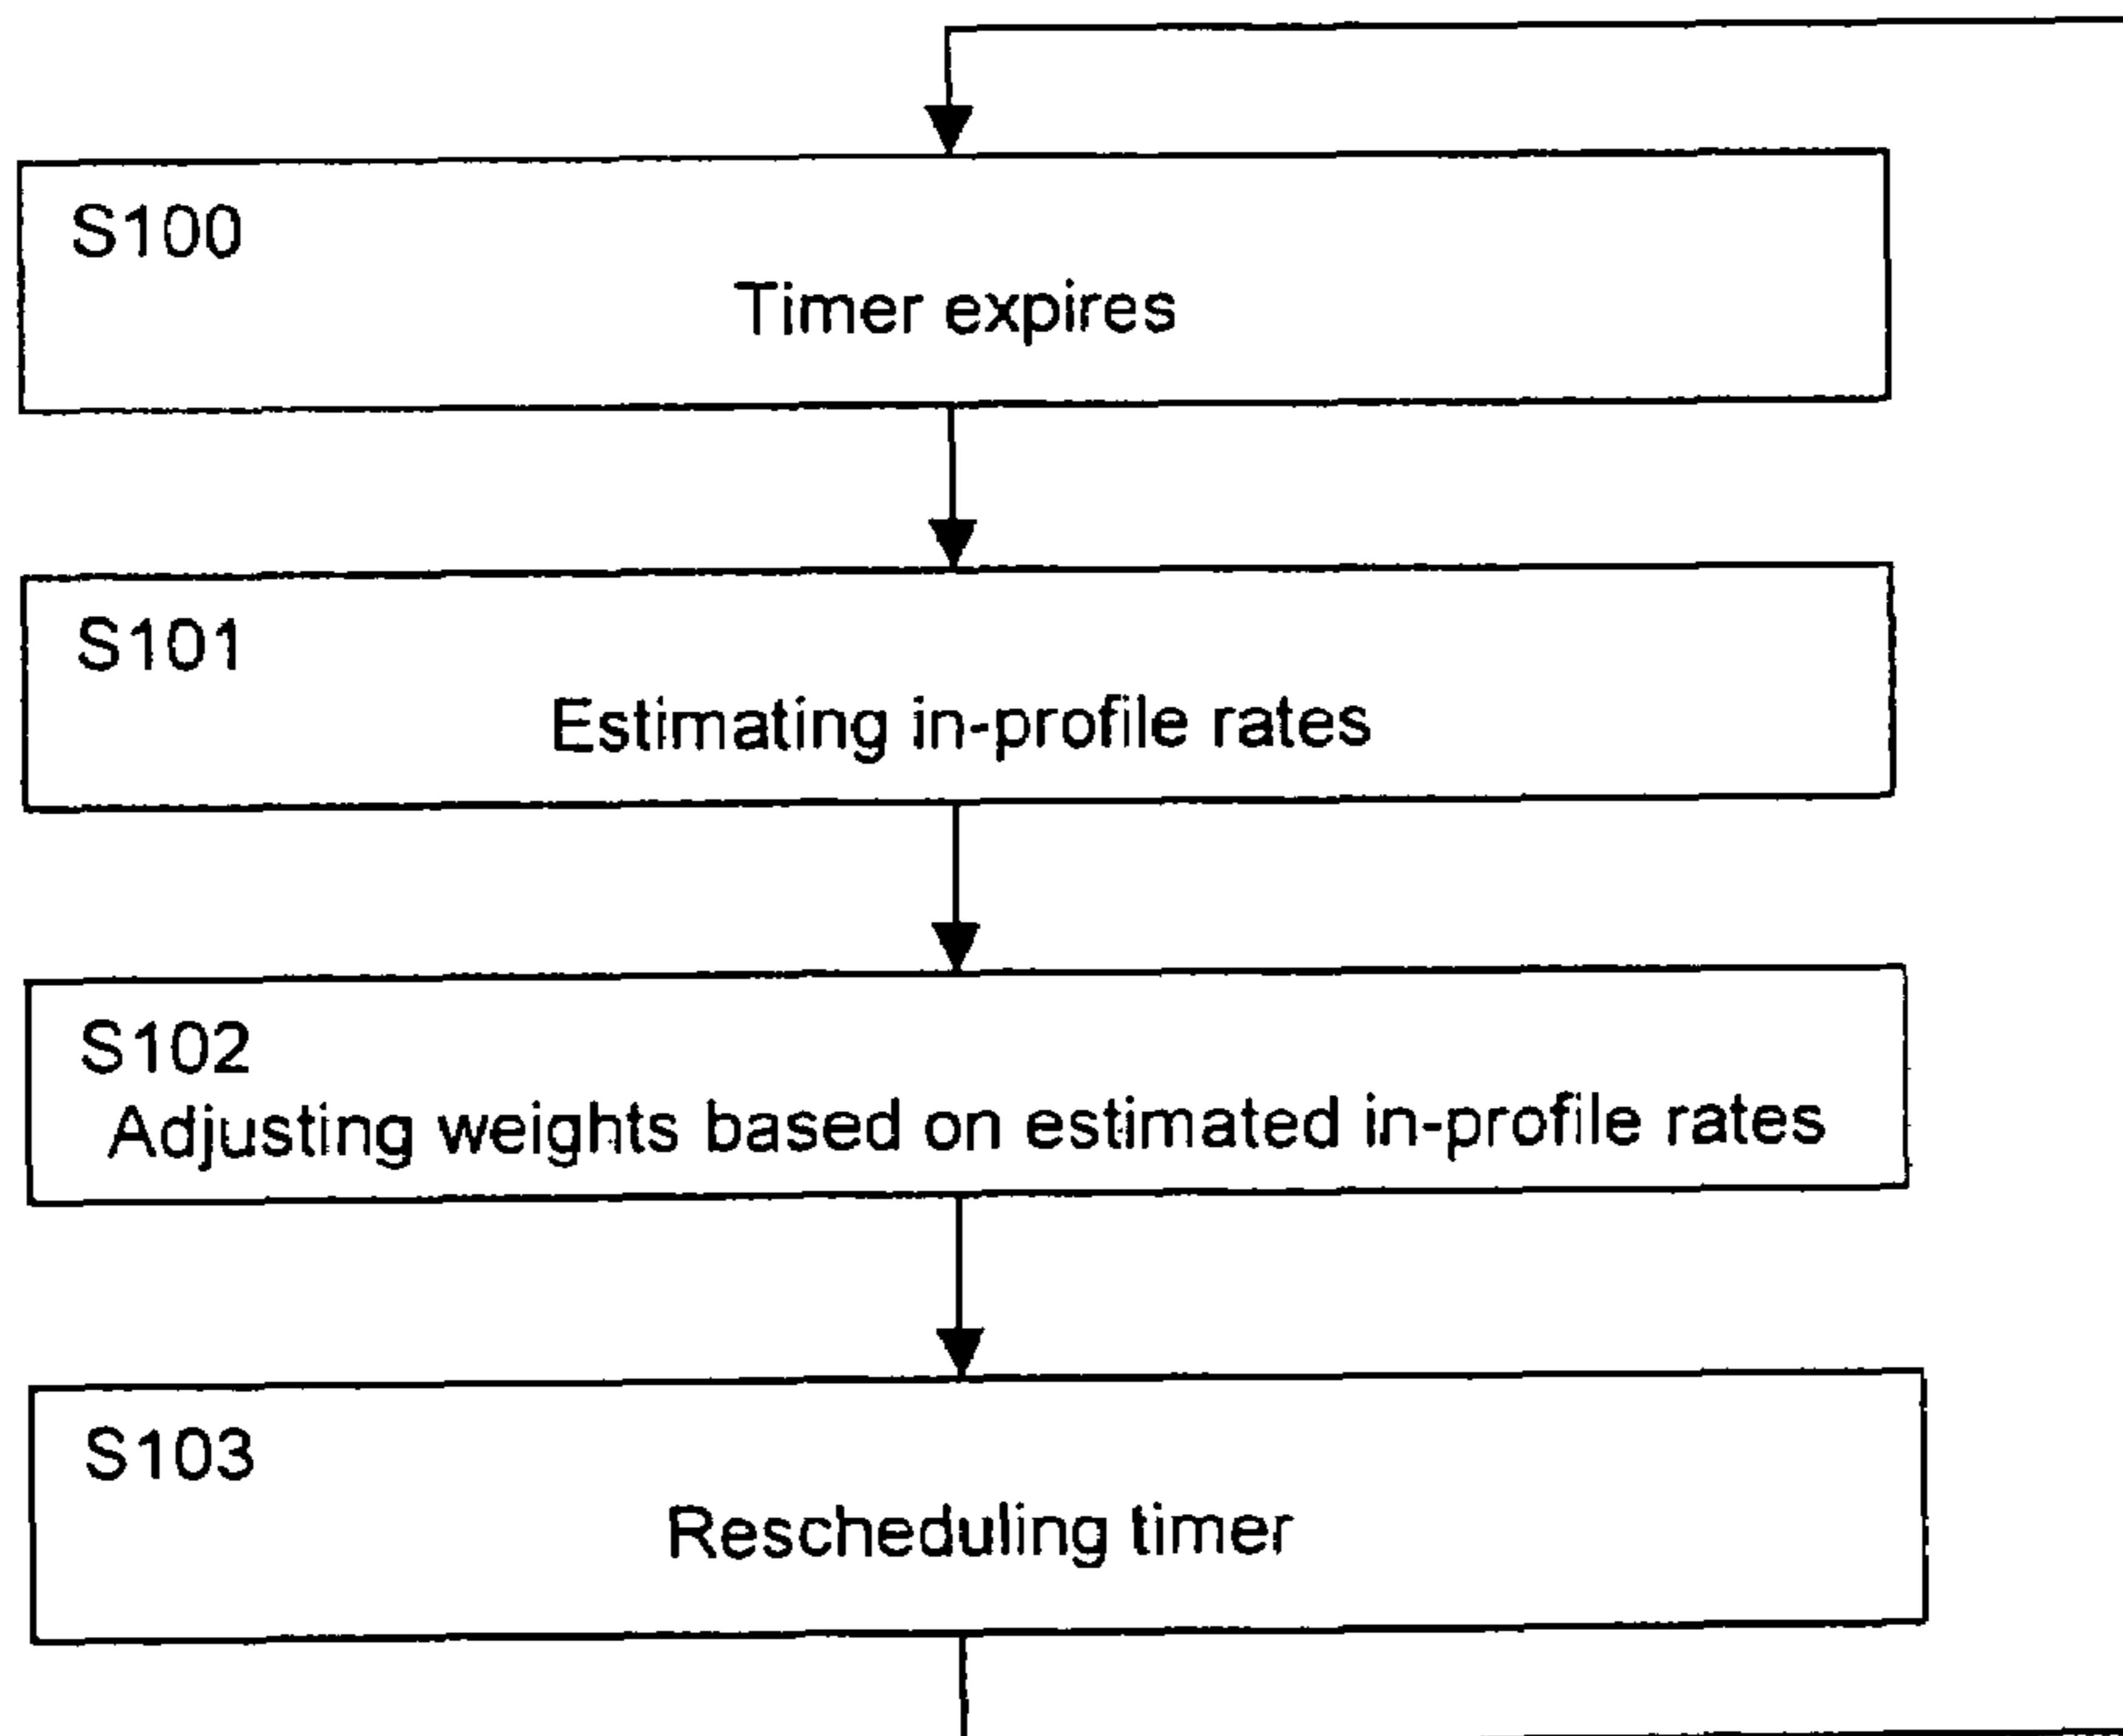 S100
Timer expires
S101
Estimating in-profile rates
S102
Adjusting weights based on estimated in-profile rates
S103
Rescheduling timer